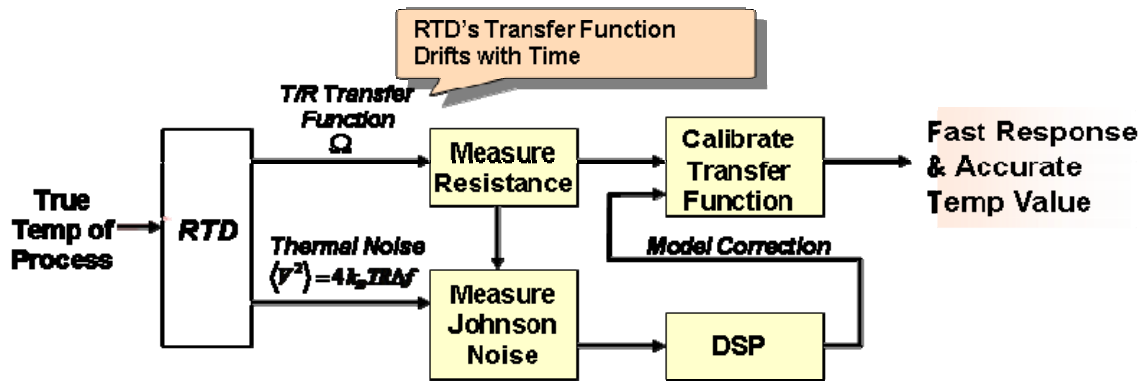 RTD's Transfer Function
Drifts with Time
T/R Transfer
Function
Ω
Measure
Resistance
Calibrate
Transfer
Function
Fast Response
& Accurate
Temp Value
True
Temp of
Process
RTD
Thermal Noise
⟨V²⟩=4k_BTRΔf
Model Correction
Measure
Johnson
Noise
DSP